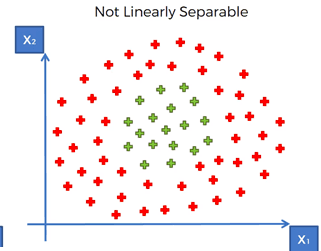 Not Linearly Separable
X₂
X₁